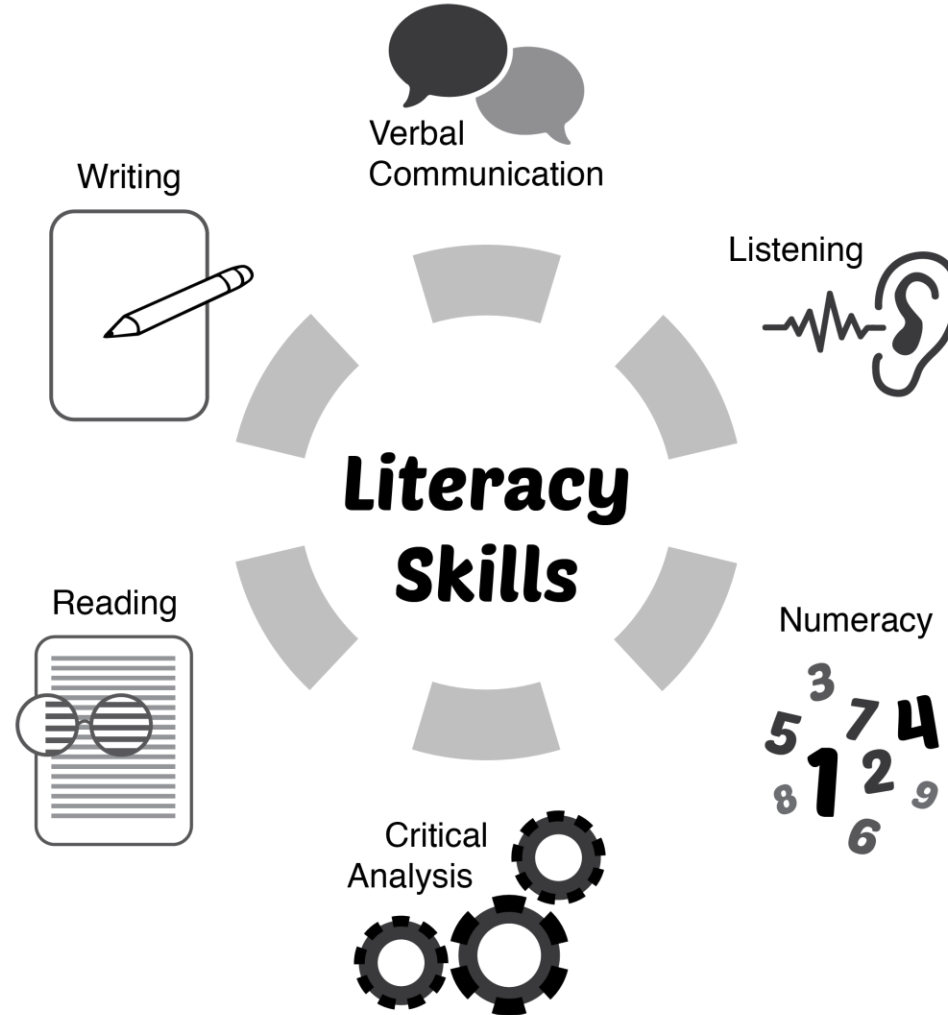 Verbal
Communication
Writing
Listening
Literacy
Skills
Reading
Numeracy
3
5 7 4
1 2
8 9
6
Critical
Analysis